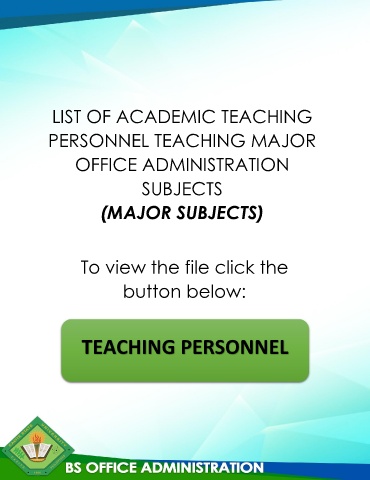 LIST OF ACADEMIC TEACHING
PERSONNEL TEACHING MAJOR
OFFICE ADMINISTRATION
SUBJECTS
(MAJOR SUBJECTS)
To view the file click the
button below:
TEACHING PERSONNEL
BS OFFICE ADMINISTRATION